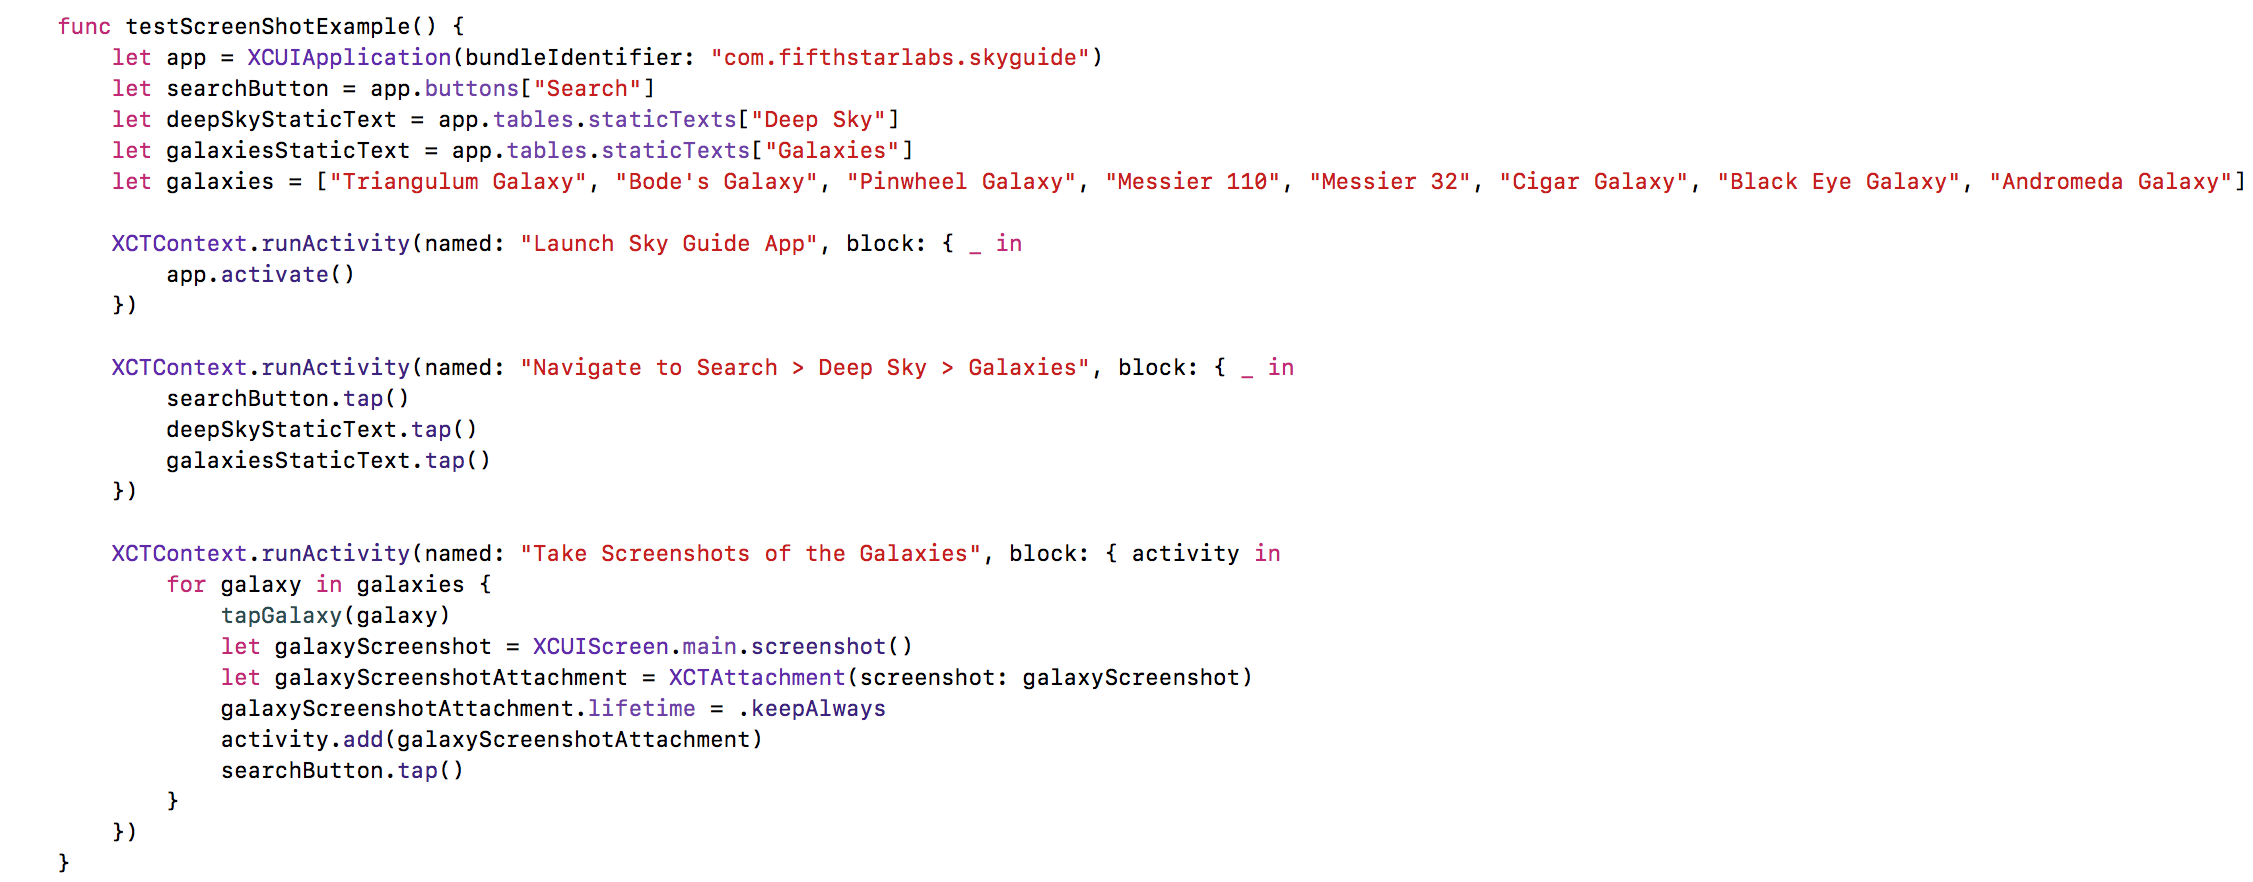 func testScreenShotExample() {
let app = XCUIApplication(bundleIdentifier: "com.fifthstarlabs.skyguide")
let searchButton = app.buttons["Search"]
let deepSkyStaticText = app.tables.staticTexts["Deep Sky"]
let galaxiesStaticText = app.tables.staticTexts["Galaxies"]
let galaxies = ["Triangulum Galaxy", "Bode's Galaxy", "Pinwheel Galaxy", "Messier 110", "Messier 32", "Cigar Galaxy", "Black Eye Galaxy", "Andromeda Galaxy"]
XCTContext.runActivity(named: "Launch Sky Guide App", block: { _ in
app.activate()
})
XCTContext.runActivity(named: "Navigate to Search > Deep Sky > Galaxies", block: { _ in
searchButton.tap()
deepSkyStaticText.tap()
galaxiesStaticText.tap()
})
XCTContext.runActivity(named: "Take Screenshots of the Galaxies", block: { activity in
for galaxy in galaxies {
tapGalaxy(galaxy)
let galaxyScreenshot = XCUIScreen.main.screenshot()
let galaxyScreenshotAttachment = XCTAttachment(screenshot: galaxyScreenshot)
galaxyScreenshotAttachment.lifetime = .keepAlways
activity.add(galaxyScreenshotAttachment)
searchButton.tap()
}
})
}